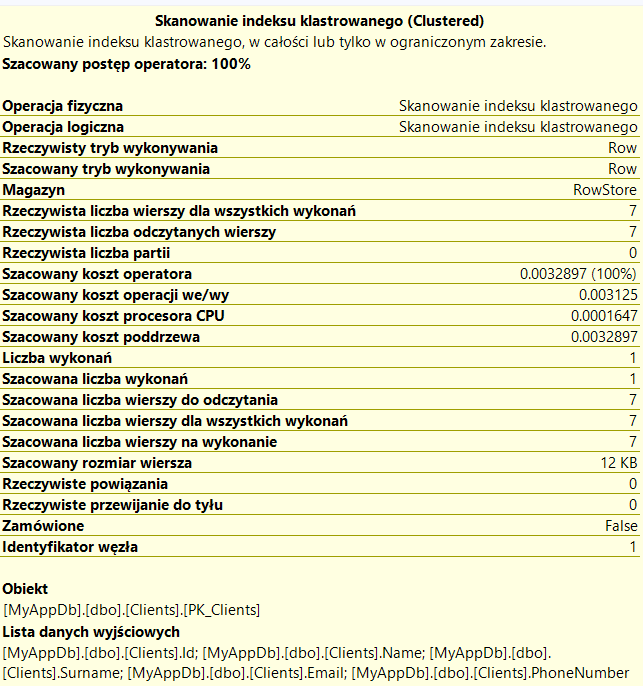 Skanowanie indeksu klastrowanego (Clustered)
Skanowanie indeksu klastrowanego, w całości lub tylko w ograniczonym zakresie.
Szacowany postęp operatora: 100%
Operacja fizyczna Skanowanie indeksu klastrowanego
Operacja logiczna Skanowanie indeksu klastrowanego
Rzeczywisty tryb wykonywania Row
Szacowany tryb wykonywania Row
Magazyn RowStore
Rzeczywista liczba wierszy dla wszystkich wykonań 7
Rzeczywista liczba odczytanych wierszy 7
Rzeczywista liczba partii 0
Szacowany koszt operatora 0.0032897 (100%)
Szacowany koszt operacji we/wy 0.003125
Szacowany koszt procesora CPU 0.0001647
Szacowany koszt poddrzewa 0.0032897
Liczba wykonań 1
Szacowana liczba wykonań 1
Szacowana liczba wierszy do odczytania 7
Szacowana liczba wierszy dla wszystkich wykonań 7
Szacowana liczba wierszy na wykonanie 7
Szacowany rozmiar wiersza 12 KB
Rzeczywiste powiązania 0
Rzeczywiste przewijanie do tyłu 0
Zamówione False
Identyfikator węzła 1
Obiekt
[MyAppDb].[dbo].[Clients].[PK_Clients]
Lista danych wyjściowych
[MyAppDb].[dbo].[Clients].Id; [MyAppDb].[dbo].[Clients].Name; [MyAppDb].[dbo].
[Clients].Surname; [MyAppDb].[dbo].[Clients].Email; [MyAppDb].[dbo].[Clients].PhoneNumber